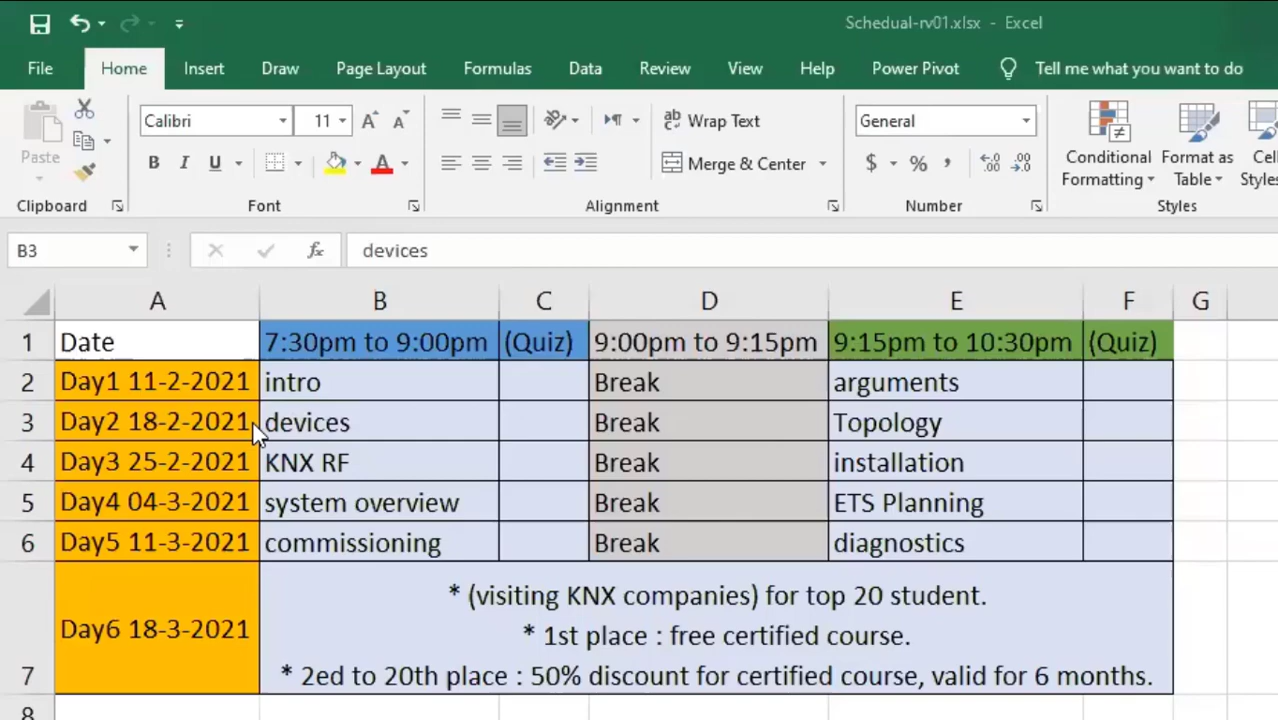 Schedual-rv01.xlsx - Excel
File Home Insert Draw Page Layout Formulas Data Review View Help Power Pivot Tell me what you want to do
Calibri 11 A A ab Wrap Text General
Paste B I U A Merge & Center $ % , Conditional Formatting Format as Table Cell Styles
Clipboard Font Alignment Number Styles
B3 fx devices
A B C D E F G
1 Date 7:30pm to 9:00pm (Quiz) 9:00pm to 9:15pm 9:15pm to 10:30pm (Quiz)
2 Day1 11-2-2021 intro Break arguments
3 Day2 18-2-2021 devices Break Topology
4 Day3 25-2-2021 KNX RF Break installation
5 Day4 04-3-2021 system overview Break ETS Planning
6 Day5 11-3-2021 commissioning Break diagnostics
* (visiting KNX companies) for top 20 student.
Day6 18-3-2021 * 1st place : free certified course.
7 * 2ed to 20th place : 50% discount for certified course, valid for 6 months.
8